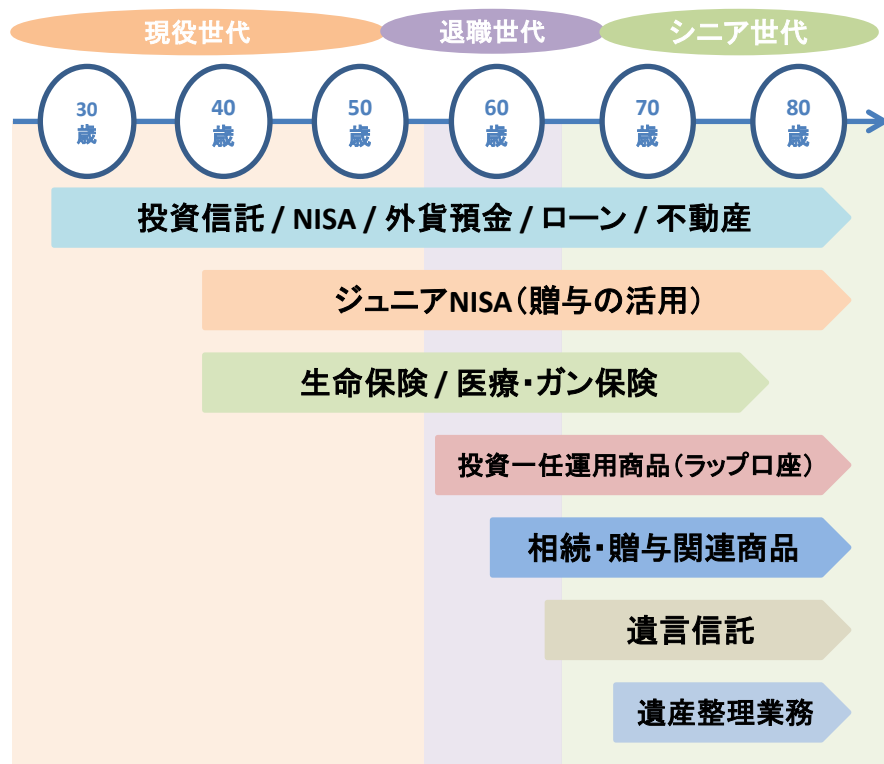 現役世代
退職世代
シニア世代
30
歳
40
歳
50
歳
60
歳
70
歳
80
歳
投資信託 / NISA / 外貨預金 / ローン / 不動産
ジュニアNISA（贈与の活用）
生命保険 / 医療・ガン保険
投資一任運用商品（ラップ口座）
相続・贈与関連商品
遺言信託
遺産整理業務